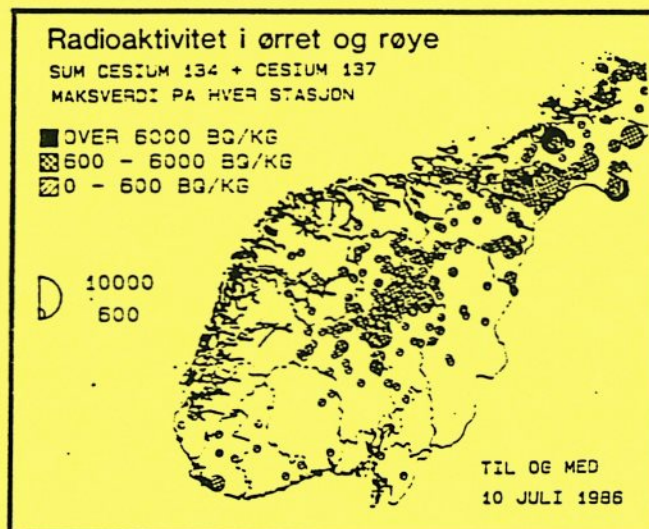 Radioaktivitet i ørret og røye
SUM CESIUM 134 + CESIUM 137
MAKSVERDI PA HVER STASJON
OVER 6000 BQ/KG
600 - 6000 BQ/KG
0 - 600 BQ/KG
10000
600
TIL OG MED
10 JULI 1986